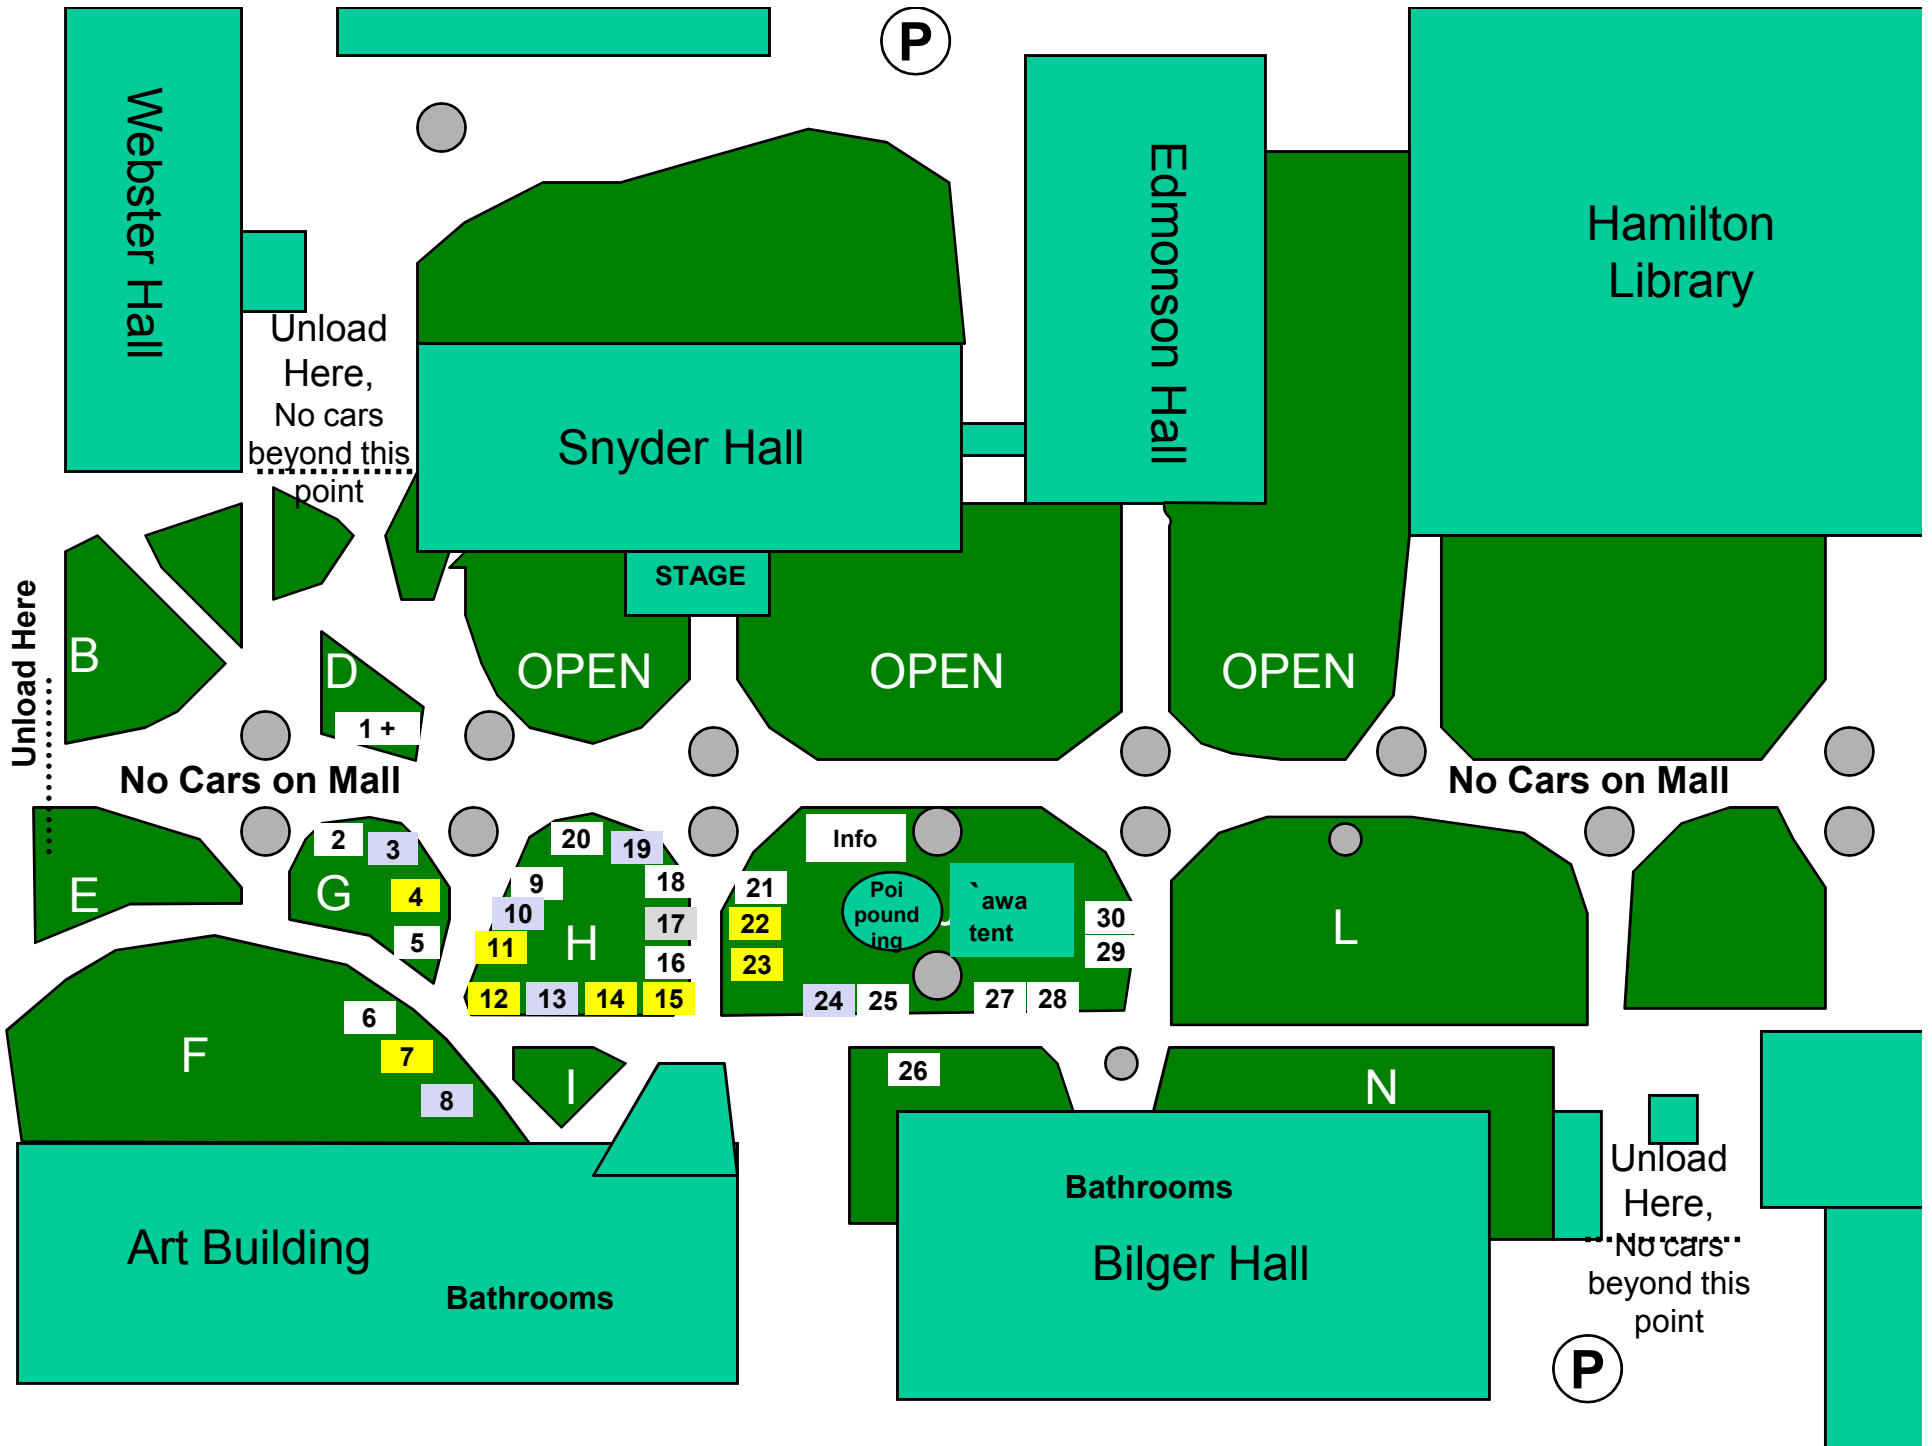 P
Webster Hall
Edmonson Hall
Hamilton
Library
Unload
Here,
No cars
beyond this
point
Snyder Hall
STAGE
Unload Here
B
D
OPEN
OPEN
OPEN
1 +
No Cars on Mall
No Cars on Mall
2
3
20
19
Info
E
G
4
9
18
21
Poi
pound
ing
`awa
tent
10
17
22
30
5
11
H
16
23
29
L
12
13
14
15
24
25
27
28
6
F
7
26
8
I
N
Bathrooms
Unload
Here,
No cars
beyond this
point
Art Building
Bilger Hall
Bathrooms
P